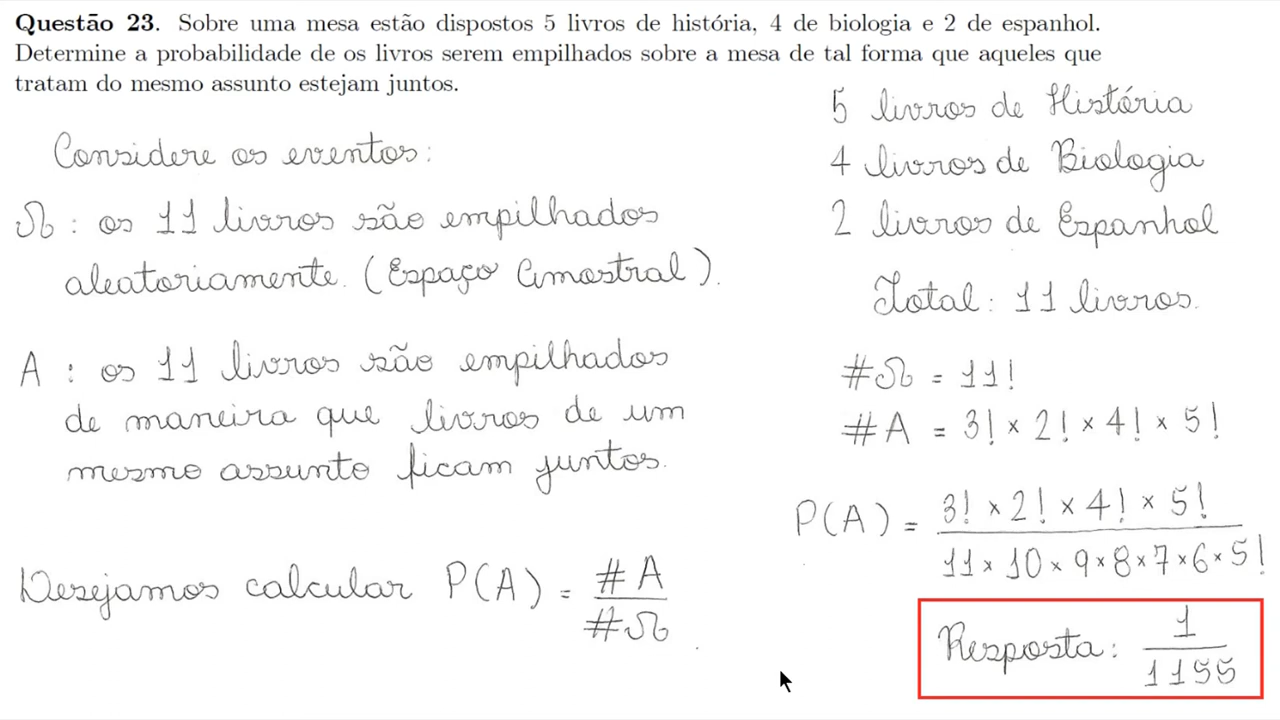 Questão 23. Sobre uma mesa estão dispostos 5 livros de história, 4 de biologia e 2 de espanhol.
Determine a probabilidade de os livros serem empilhados sobre a mesa de tal forma que aqueles que
tratam do mesmo assunto estejam juntos.
Considere os eventos:
Ω : os 11 livros são empilhados
aleatoriamente. (Espaço Amostral).
A : os 11 livros são empilhados
de maneira que livros de um
mesmo assunto ficam juntos.
Desejamos calcular P(A) = #A / #Ω.
5 livros de História
4 livros de Biologia
2 livros de Espanhol
Total: 11 livros.
#Ω = 11!
#A = 3! × 2! × 4! × 5!
P(A) = 3! × 2! × 4! × 5! / 11 × 10 × 9 × 8 × 7 × 6 × 5!
Resposta: 1 / 1155